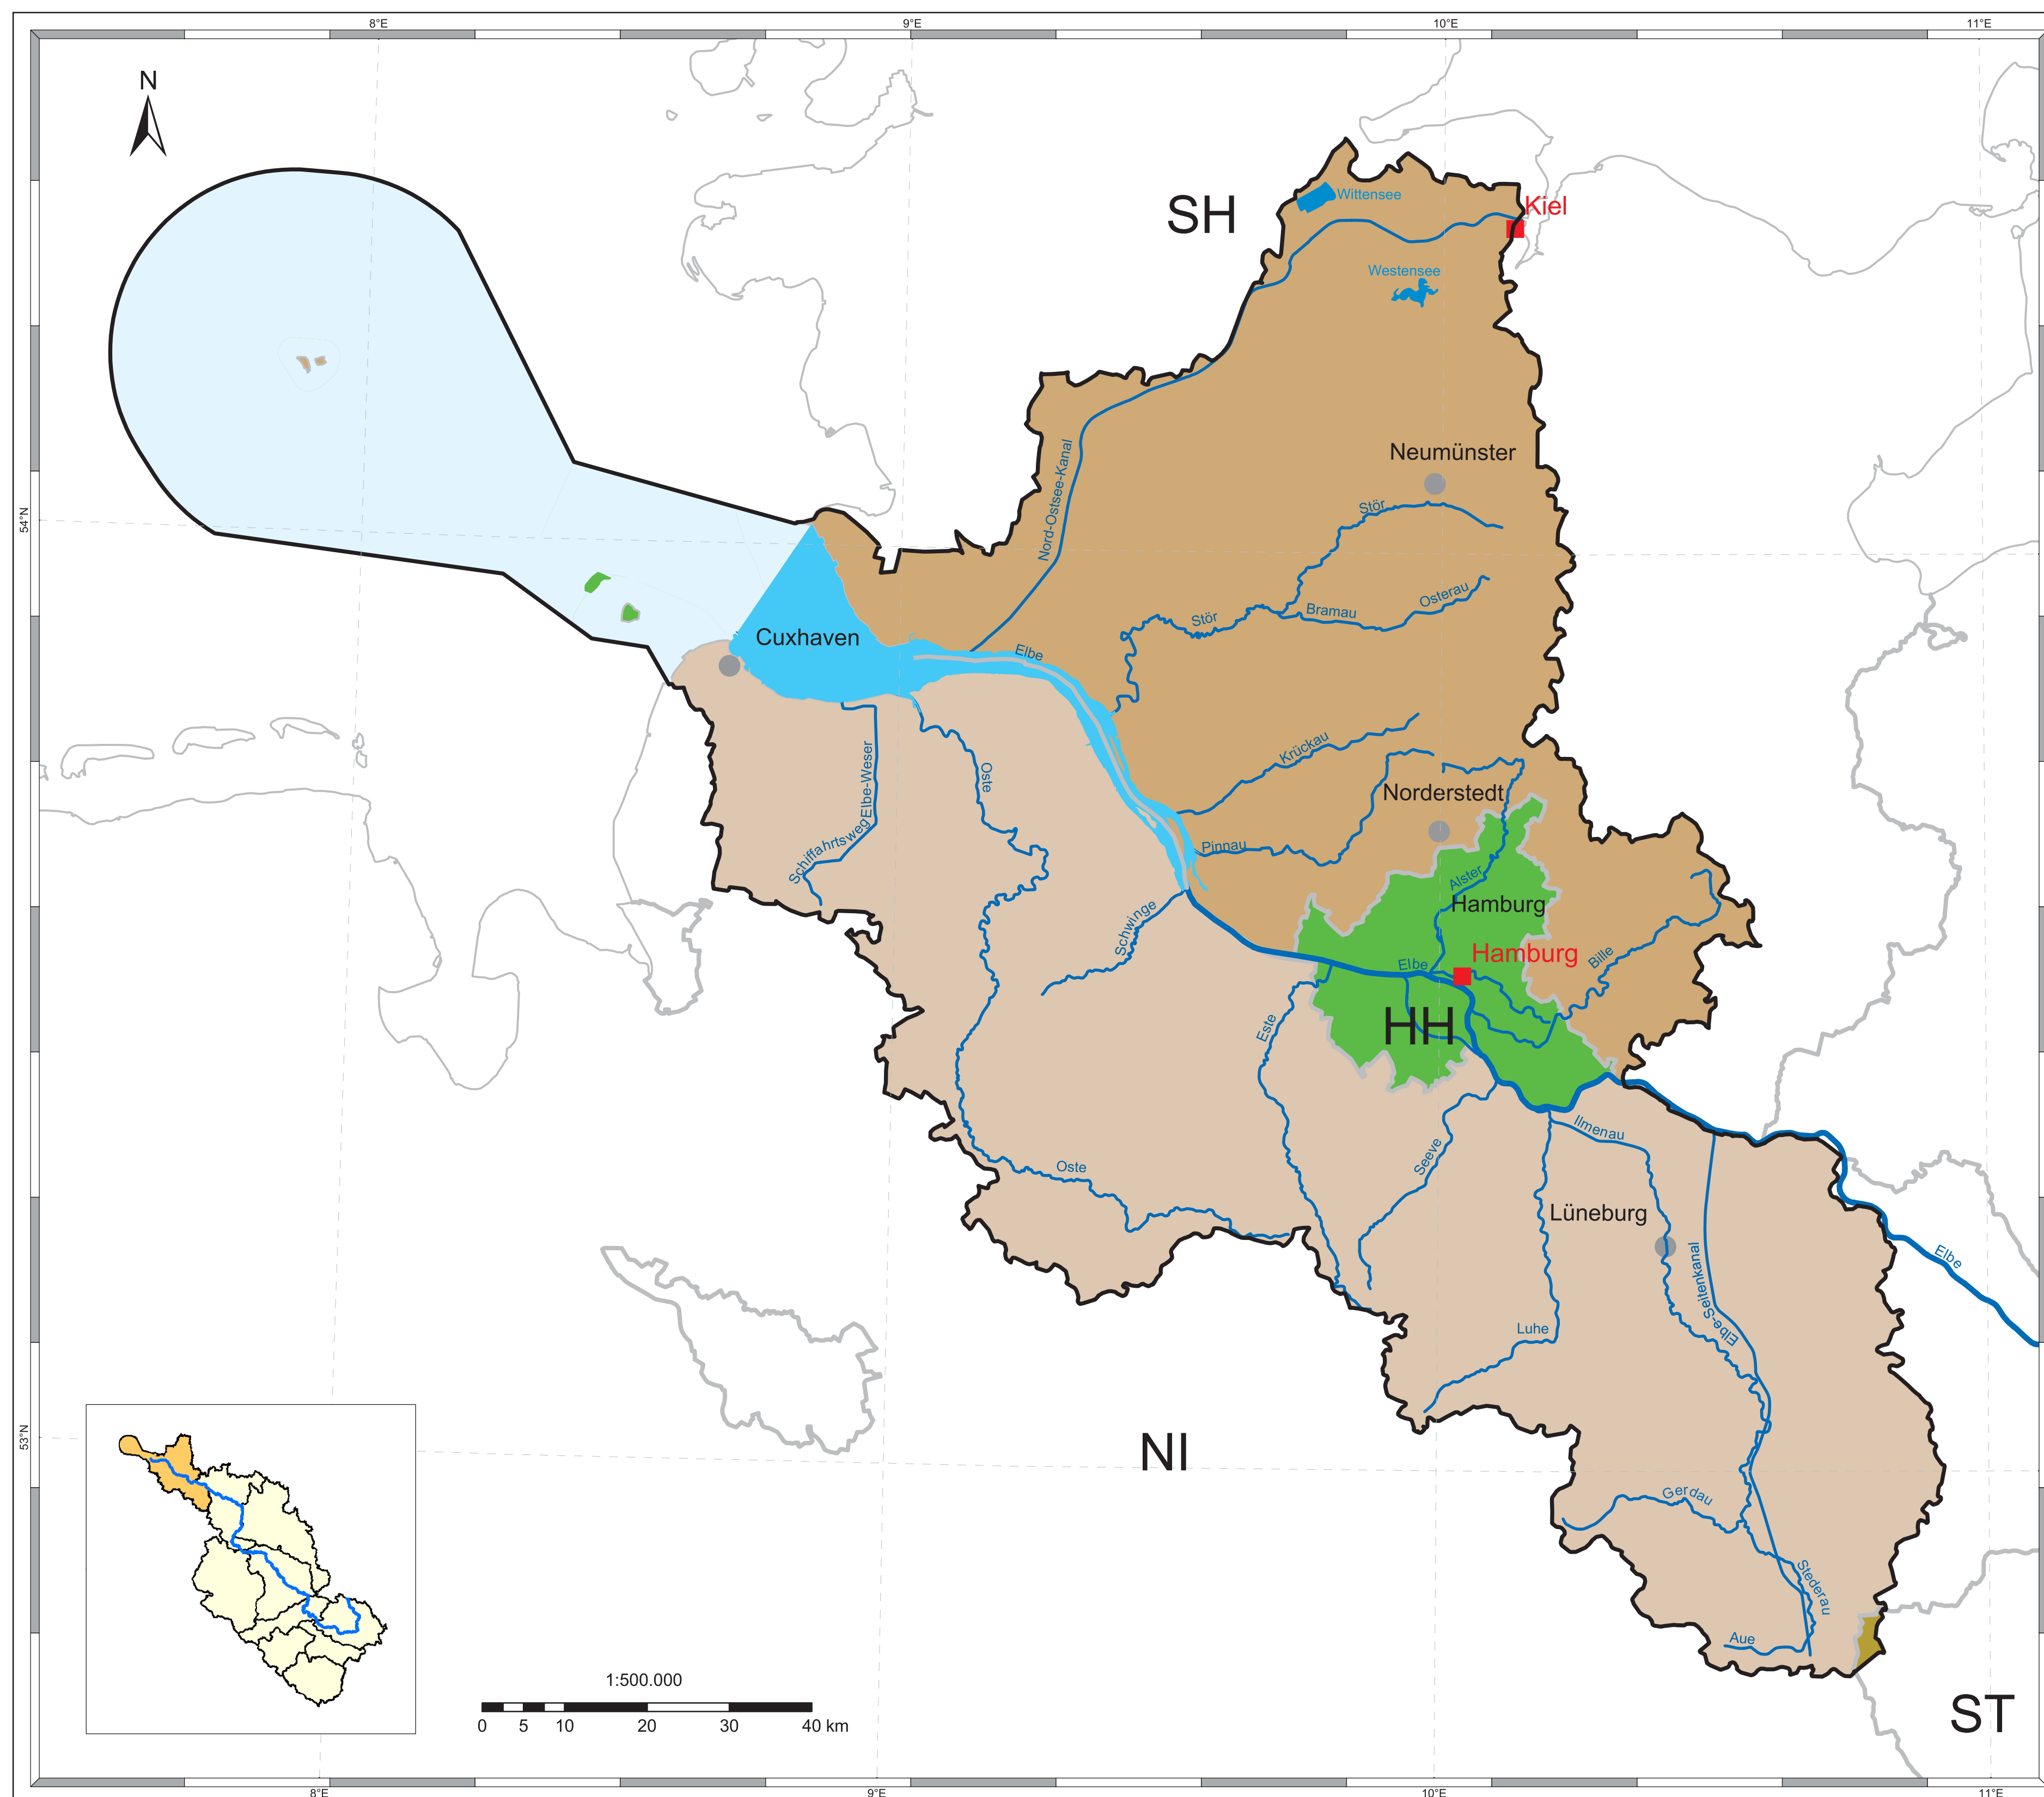 8°E
9°E
10°E
11°E
N
SH
Wittensee
Kiel
Westensee
Neumünster
Nord-Ostsee-Kanal
Stör
54°N
Osterau
Bramau
Stör
Cuxhaven
Elbe
Krückau
Elbe-Weser
Oste
Norderstedt
Schiffahrtsweg
Pinnau
Alster
Hamburg
Schwinge
Hamburg
Bille
Elbe
HH
Este
Ilmenau
Seeve
Oste
Lüneburg
Elbe
Elbe-Seitenkanal
Luhe
53°N
NI
Gerdau
Stederau
Aue
1:500.000
0 5 10 20 30 40 km
ST
8°E
9°E
10°E
11°E